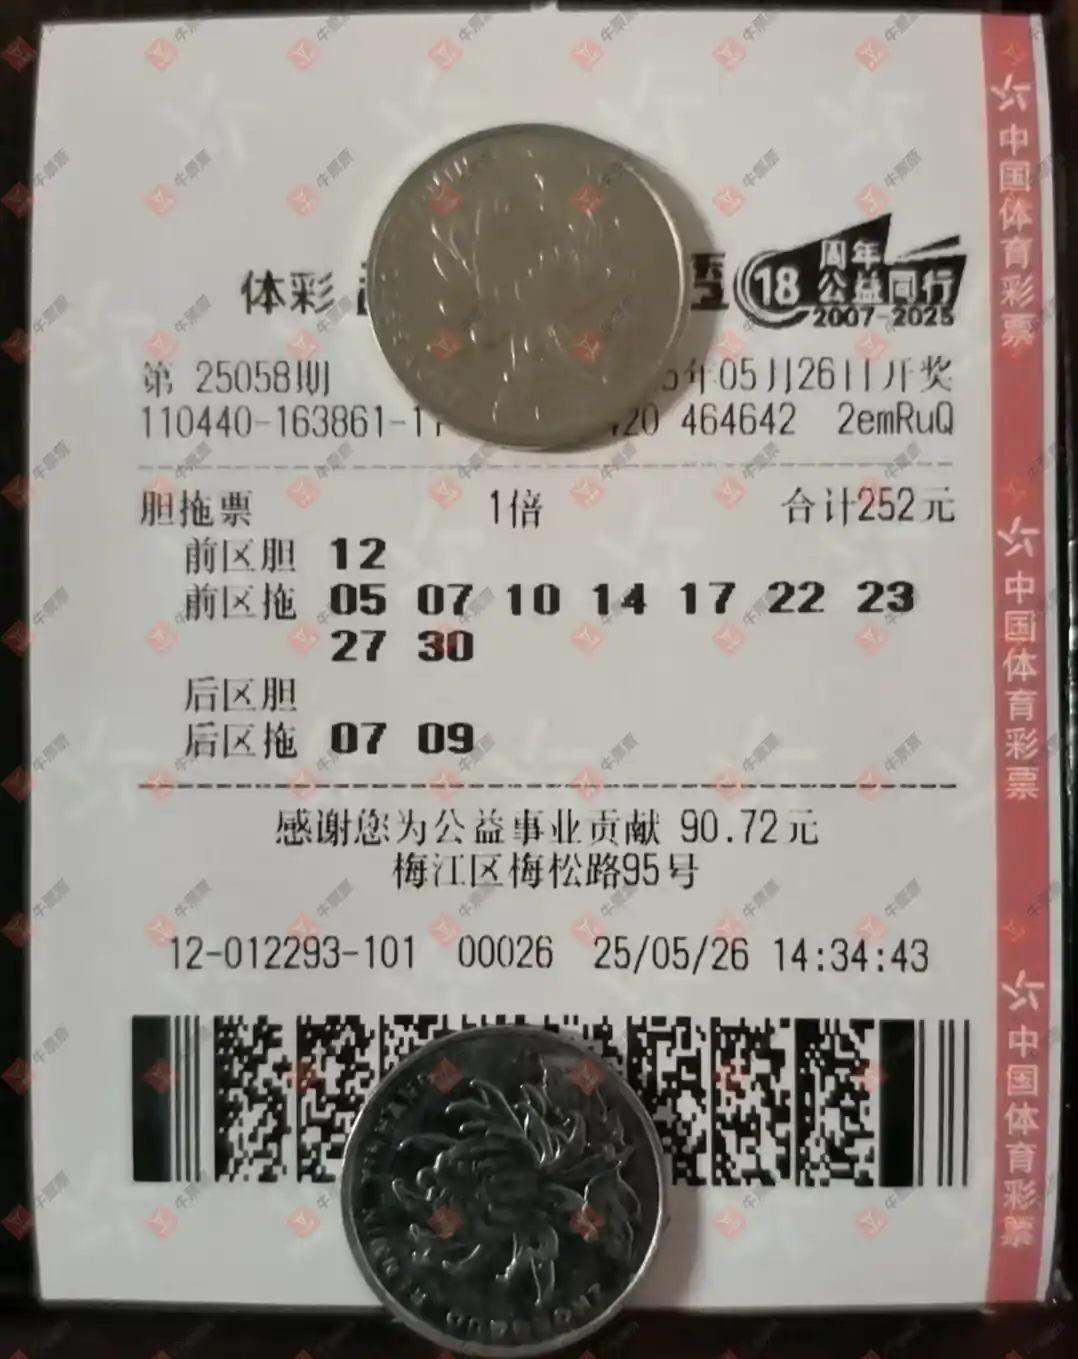 体彩
18 周年
公益同行
2007-2025
第 25058期 5年05月26日开奖
110440-163861-11 20 464642 2emRuQ
胆拖票 1倍 合计252元
前区胆 12
前区拖 05 07 10 14 17 22 23
27 30
后区胆
后区拖 07 09
感谢您为公益事业贡献 90.72元
梅江区梅松路95号
12-012293-101 00026 25/05/26 14:34:43
中国体育彩票
中国体育彩票
中国体育彩票
牛票票